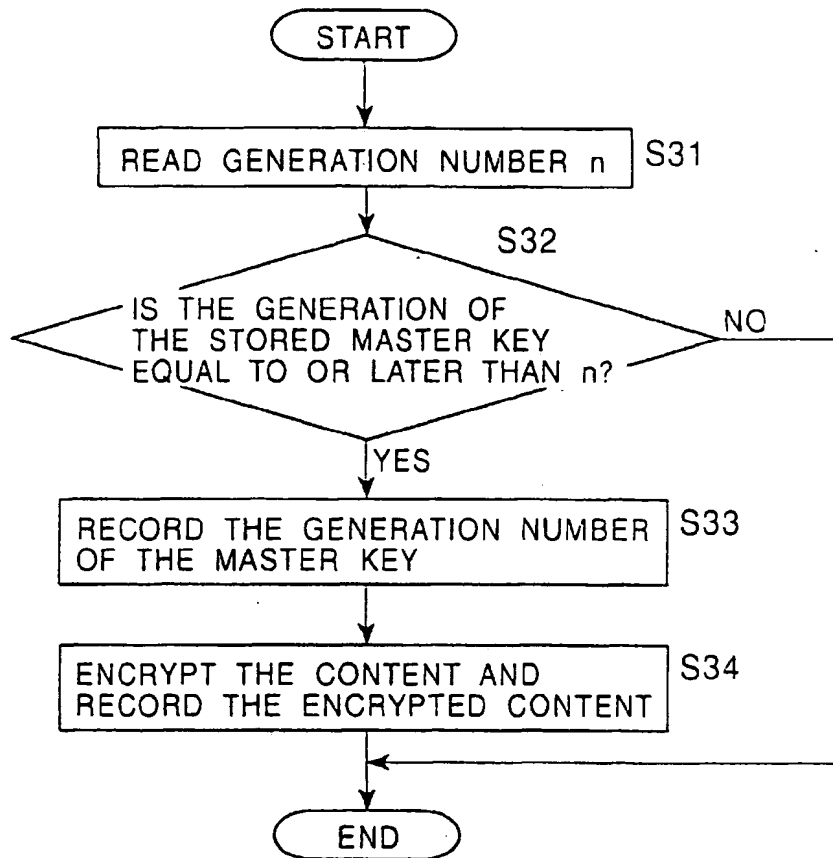 START
READ GENERATION NUMBER n
S31
S32
IS THE GENERATION OF
THE STORED MASTER KEY
EQUAL TO OR LATER THAN n?
NO
YES
RECORD THE GENERATION NUMBER
OF THE MASTER KEY
S33
ENCRYPT THE CONTENT AND
RECORD THE ENCRYPTED CONTENT
S34
END